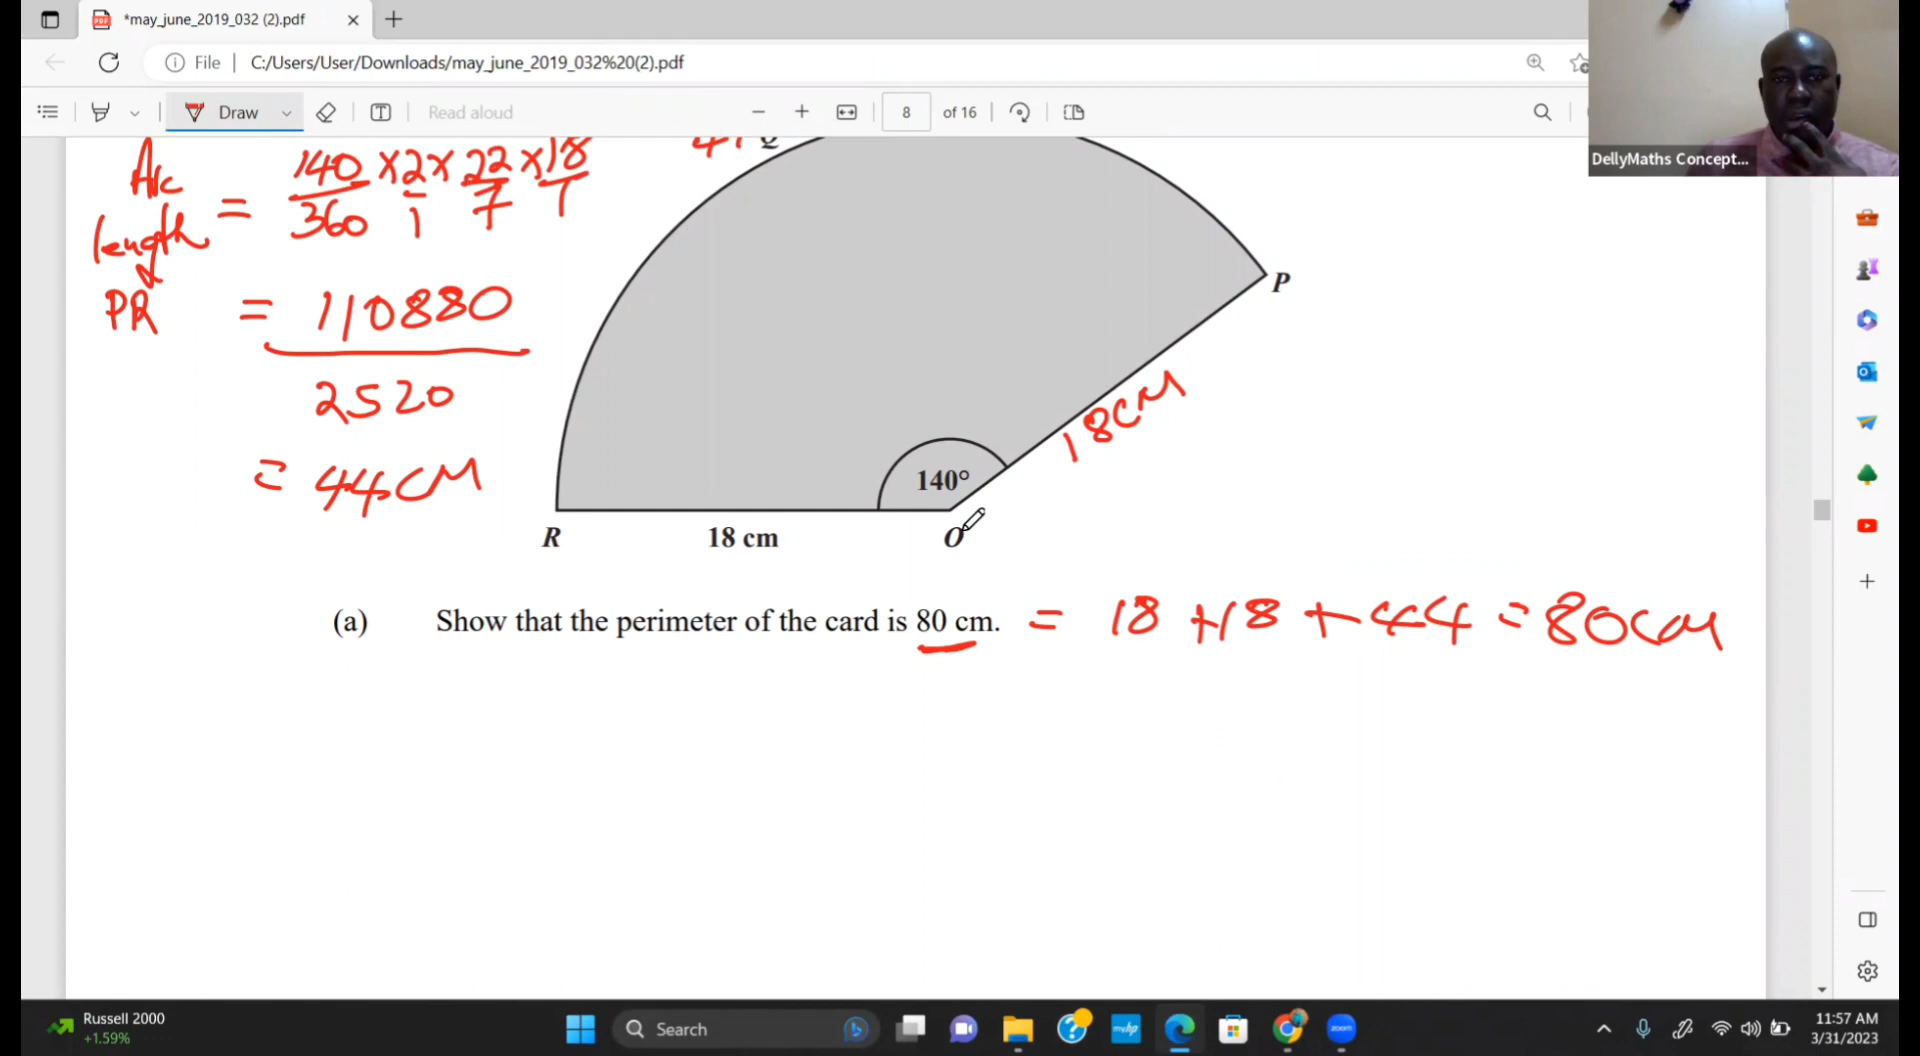 *may_june_2019_032 (2).pdf
File | C:/Users/User/Downloads/may_june_2019_032%20(2).pdf
Draw
Read aloud
8 of 16
DellyMaths Concept...
Arc length PR = 140/360 × 2/1 × 22/7 × 18/1
= 110880/2520
= 44CM
P
18CM
140°
R 18 cm O
(a) Show that the perimeter of the card is 80 cm. = 18 + 18 + 44 = 80CM
Russell 2000
+1.59%
Search
myhp
zoom
11:57 AM
3/31/2023